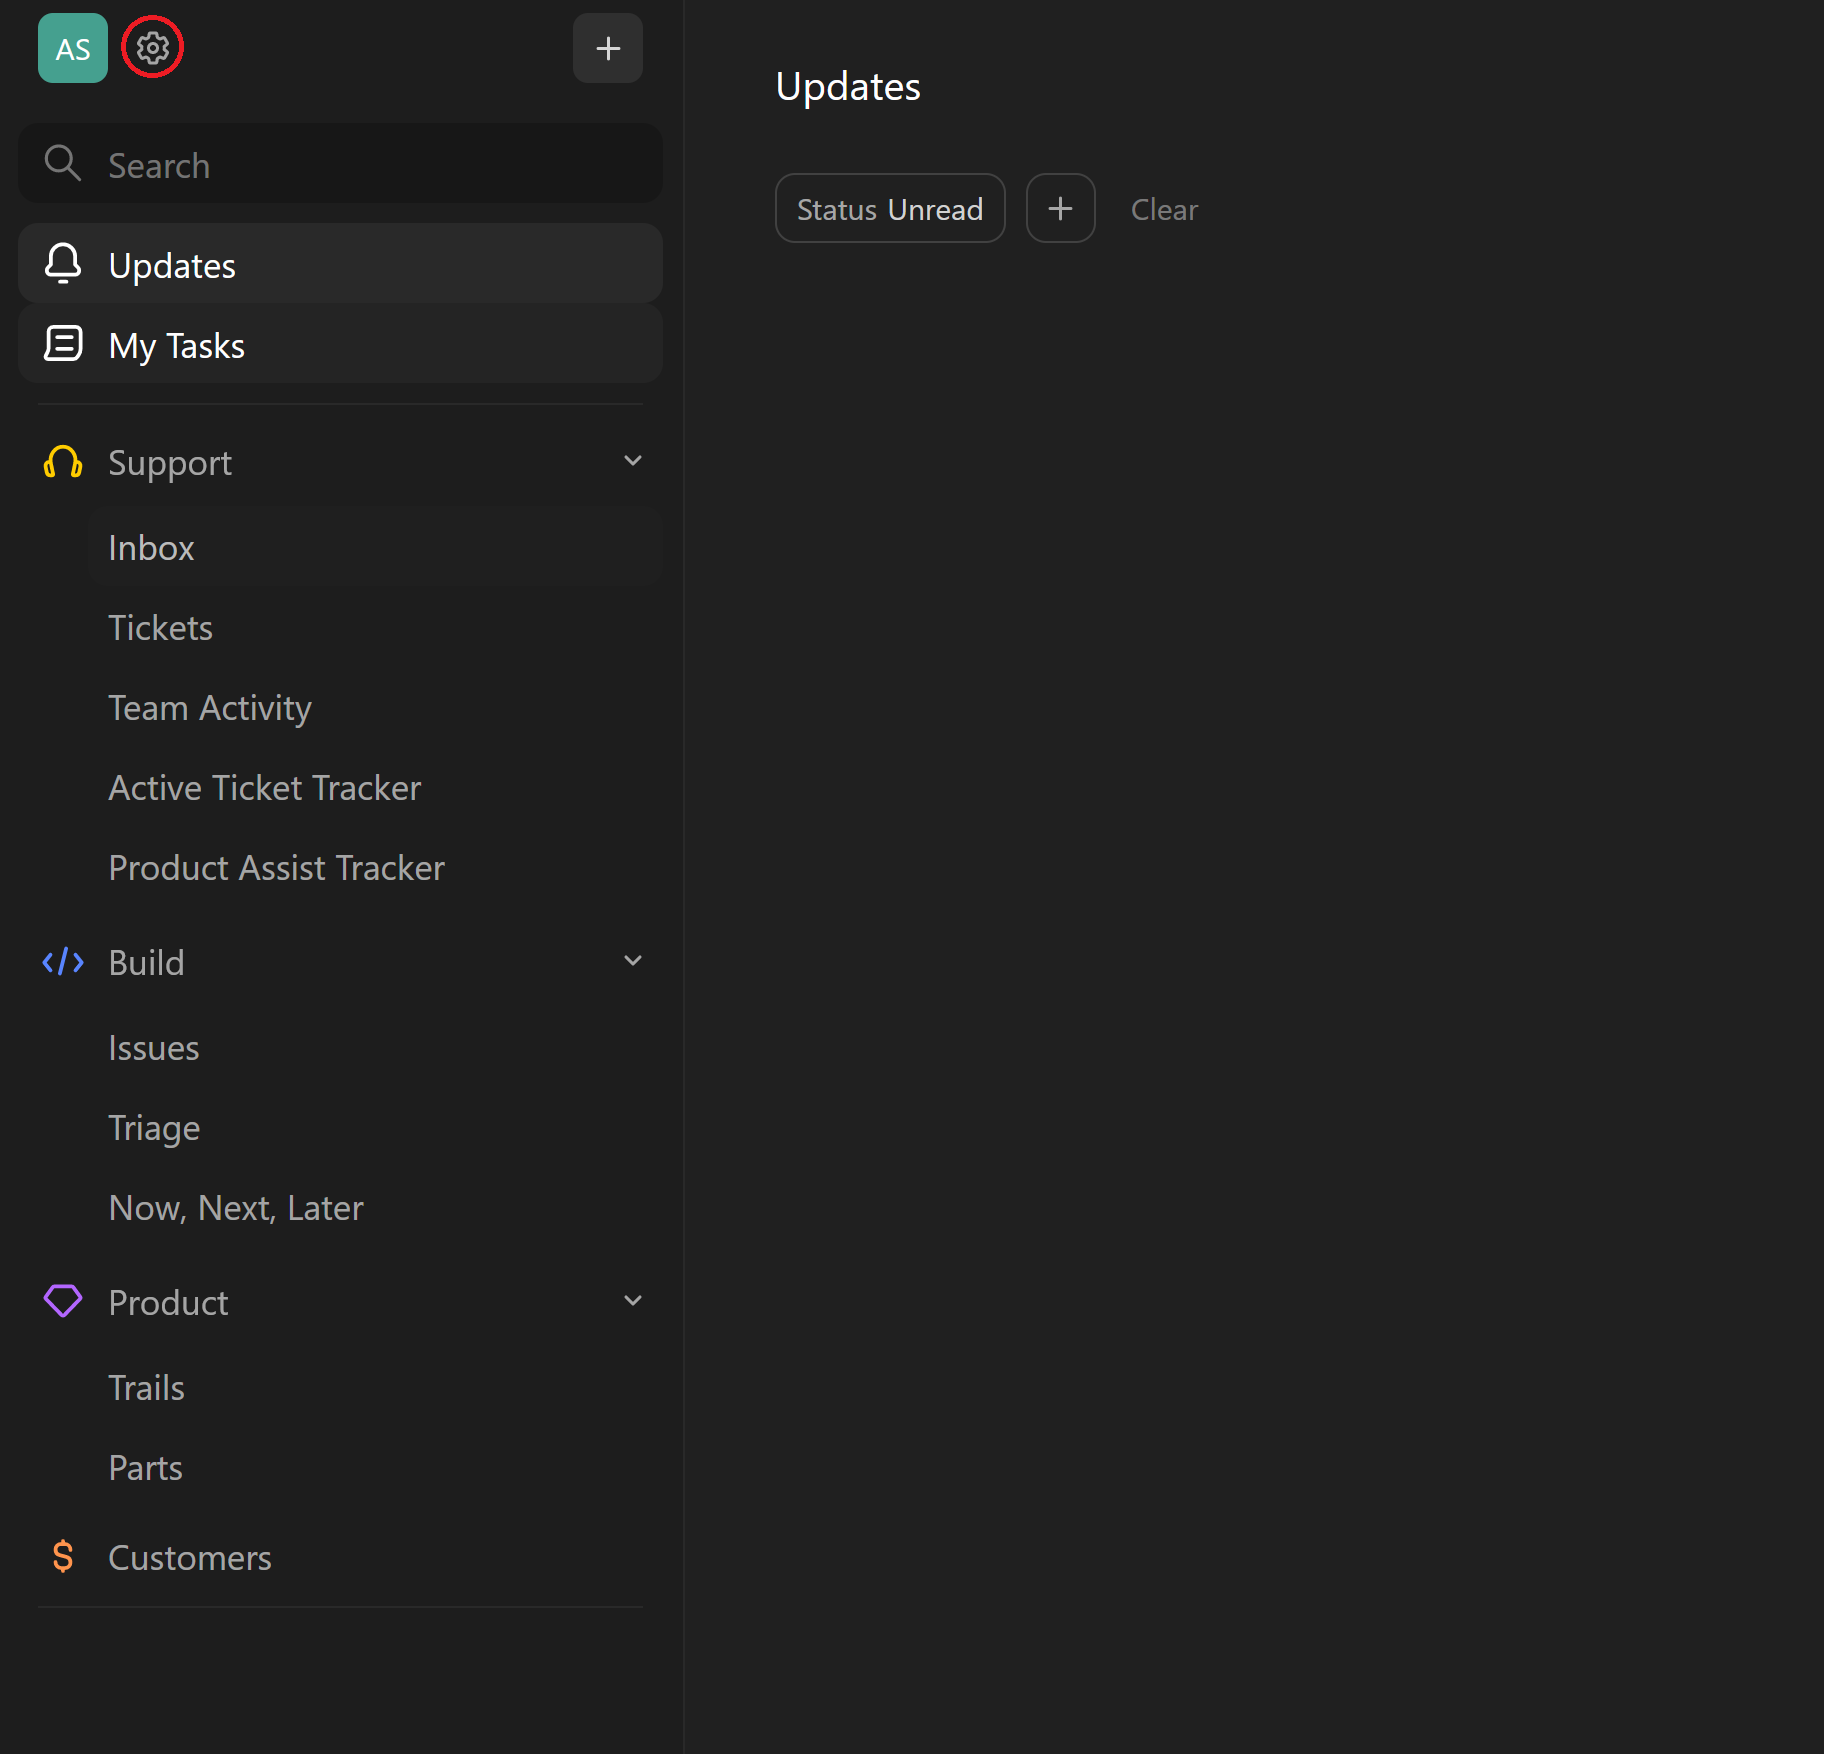 AS
Search
Updates
My Tasks
Support
Inbox
Tickets
Team Activity
Active Ticket Tracker
Product Assist Tracker
Build
Issues
Triage
Now, Next, Later
Product
Trails
Parts
Customers
Updates
Status Unread
Clear